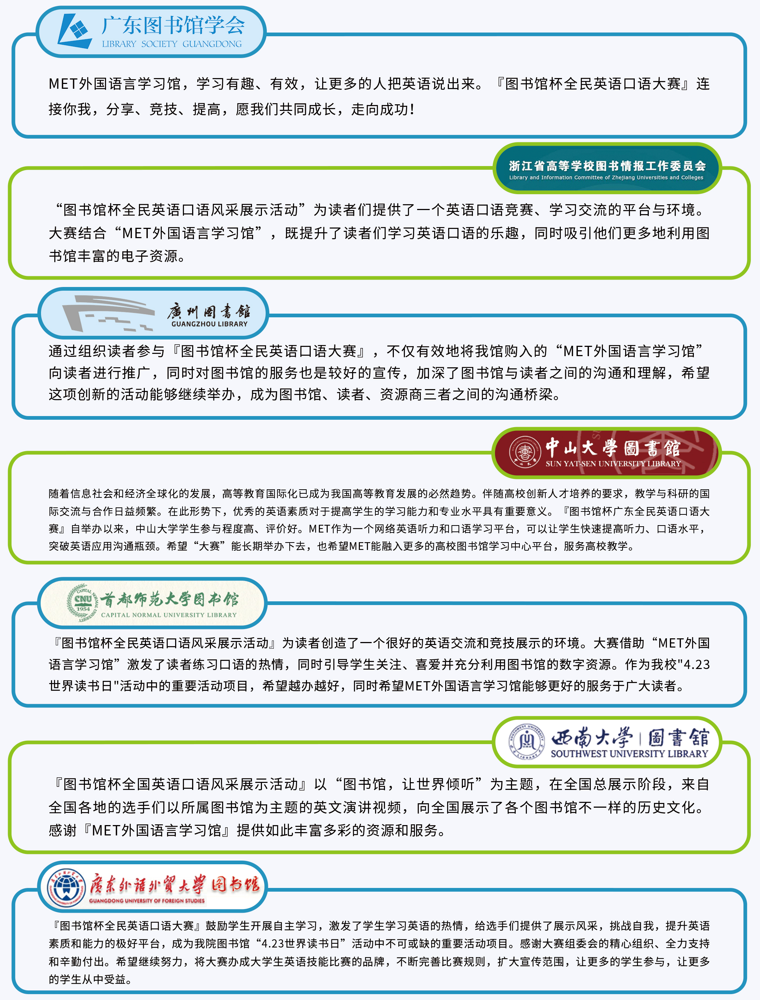 广东图书馆学会
LIBRARY SOCIETY GUANGDONG
MET外国语言学习馆，学习有趣、有效，让更多的人把英语说出来。『图书馆杯全民英语口语大赛』连
接你我，分享、竞技、提高，愿我们共同成长，走向成功！
浙江省高等学校图书情报工作委员会
Library and Information Committee of Zhejiang Universities and Colleges
“图书馆杯全民英语口语风采展示活动”为读者们提供了一个英语口语竞赛、学习交流的平台与环境。
大赛结合“MET外国语言学习馆”，既提升了读者们学习英语口语的乐趣，同时吸引他们更多地利用图
书馆丰富的电子资源。
廣州图書館
GUANGZHOU LIBRARY
通过组织读者参与『图书馆杯全民英语口语大赛』，不仅有效地将我馆购入的“MET外国语言学习馆”
向读者进行推广，同时对图书馆的服务也是较好的宣传，加深了图书馆与读者之间的沟通和理解，希望
这项创新的活动能够继续举办，成为图书馆、读者、资源商三者之间的沟通桥梁。
中山大學圖書館
SUN YAT-SEN UNIVERSITY LIBRARY
随着信息社会和经济全球化的发展，高等教育国际化已成为我国高等教育发展的必然趋势。伴随高校创新人才培养的要求，教学与科研的国
际交流与合作日益频繁。在此形势下，优秀的英语素质对于提高学生的学习能力和专业水平具有重要意义。『图书馆杯广东全民英语口语大
赛』自举办以来，中山大学学生参与程度高、评价好。MET作为一个网络英语听力和口语学习平台，可以让学生快速提高听力、口语水平，
突破英语应用沟通瓶颈。希望“大赛”能长期举办下去，也希望MET能融入更多的高校图书馆学习中心平台，服务高校教学。
CAPITAL NORMAL UNIVERSITY
CNU
1954
首都师范大学图书馆
CAPITAL NORMAL UNIVERSITY LIBRARY
『图书馆杯全民英语口语风采展示活动』为读者创造了一个很好的英语交流和竞技展示的环境。大赛借助“MET外国
语言学习馆”激发了读者练习口语的热情，同时引导学生关注、喜爱并充分利用图书馆的数字资源。作为我校"4.23
世界读书日"活动中的重要活动项目，希望越办越好，同时希望MET外国语言学习馆能够更好的服务于广大读者。
西南大學 | 圖書館
SOUTHWEST UNIVERSITY LIBRARY
『图书馆杯全国英语口语风采展示活动』以“图书馆，让世界倾听”为主题，在全国总展示阶段，来自
全国各地的选手们以所属图书馆为主题的英文演讲视频，向全国展示了各个图书馆不一样的历史文化。
感谢『MET外国语言学习馆』提供如此丰富多彩的资源和服务。
廣东外语外貿大學 图书馆
GUANGDONG UNIVERSITY OF FOREIGN STUDIES
『图书馆杯全民英语口语大赛』鼓励学生开展自主学习，激发了学生学习英语的热情，给选手们提供了展示风采，挑战自我，提升英语
素质和能力的极好平台，成为我院图书馆“4.23世界读书日”活动中不可或缺的重要活动项目。感谢大赛组委会的精心组织、全力支持
和辛勤付出。希望继续努力，将大赛办成大学生英语技能比赛的品牌，不断完善比赛规则，扩大宣传范围，让更多的学生参与，让更多
的学生从中受益。